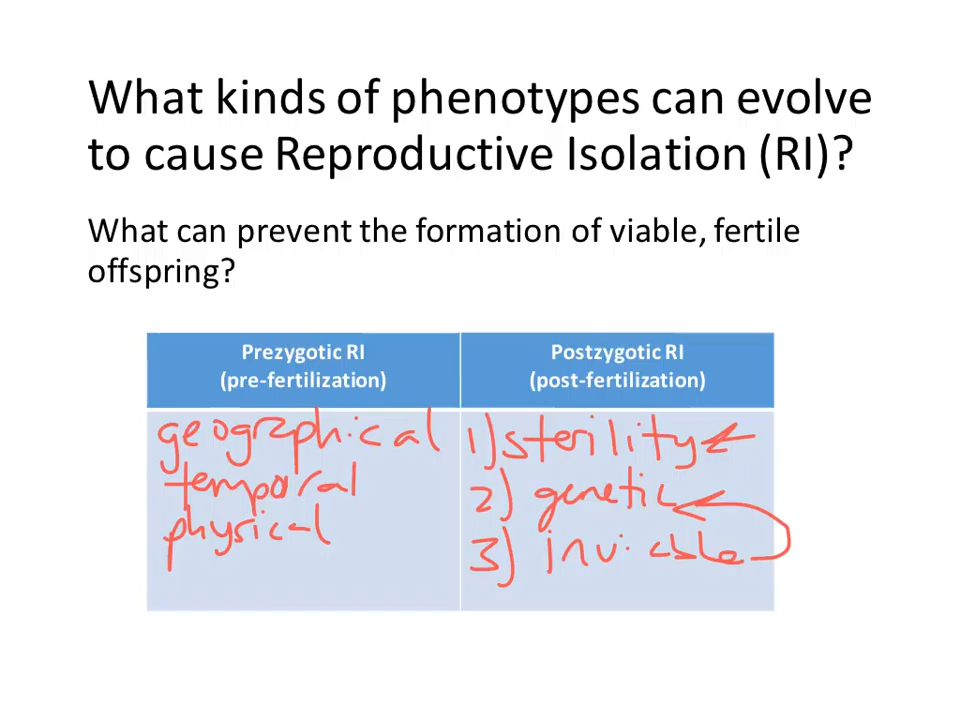 What kinds of phenotypes can evolve
to cause Reproductive Isolation (RI)?
What can prevent the formation of viable, fertile
offspring?
Prezygotic RI
(pre-fertilization)
Postzygotic RI
(post-fertilization)
geographical
temporal
physical
1) sterility
2) genetic
3) inviable